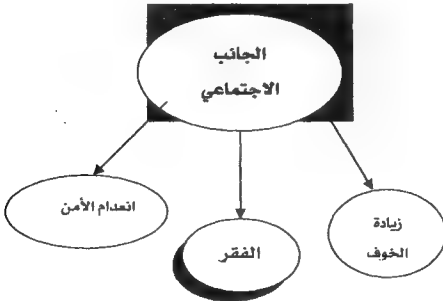 الجانب
الاجتماعي
زيادة
الخوف
الفقر
انعدام الأمن